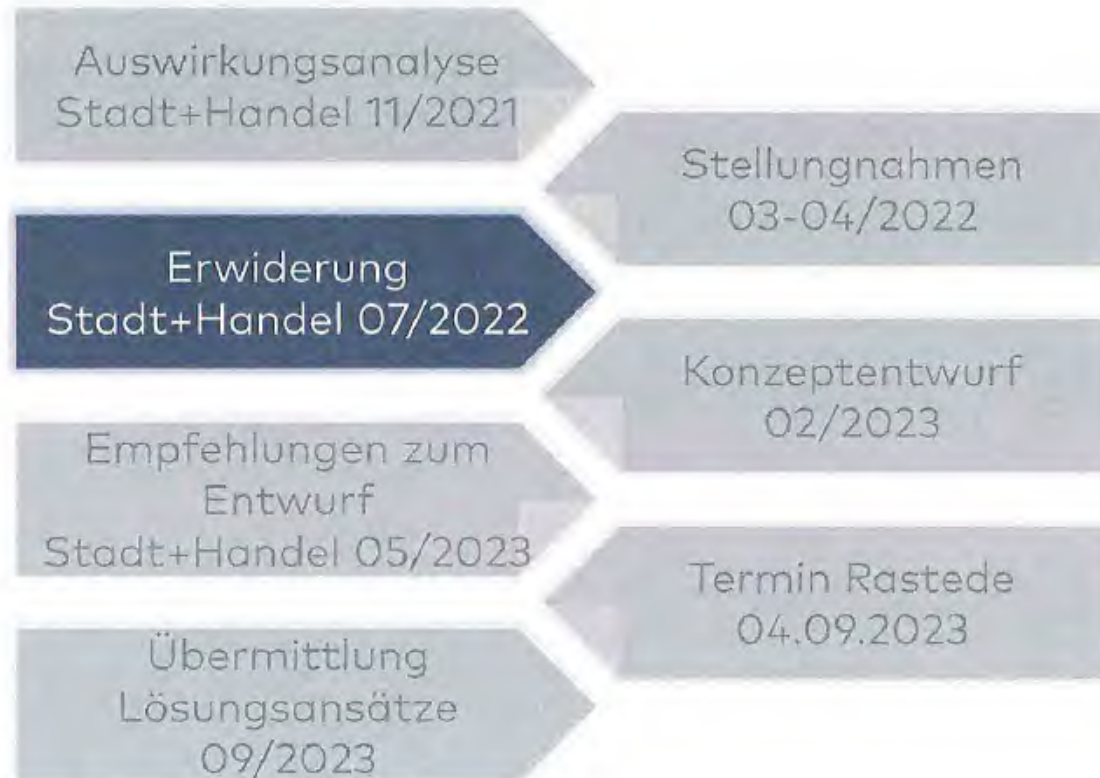 Auswirkungsanalyse
Stadt+Handel 11/2021
Stellungnahmen
03-04/2022
Erwiderung
Stadt+Handel 07/2022
Konzeptentwurf
02/2023
Empfehlungen zum
Entwurf
Stadt+Handel 05/2023
Termin Rastede
04.09.2023
Übermittlung
Lösungsansätze
09/2023